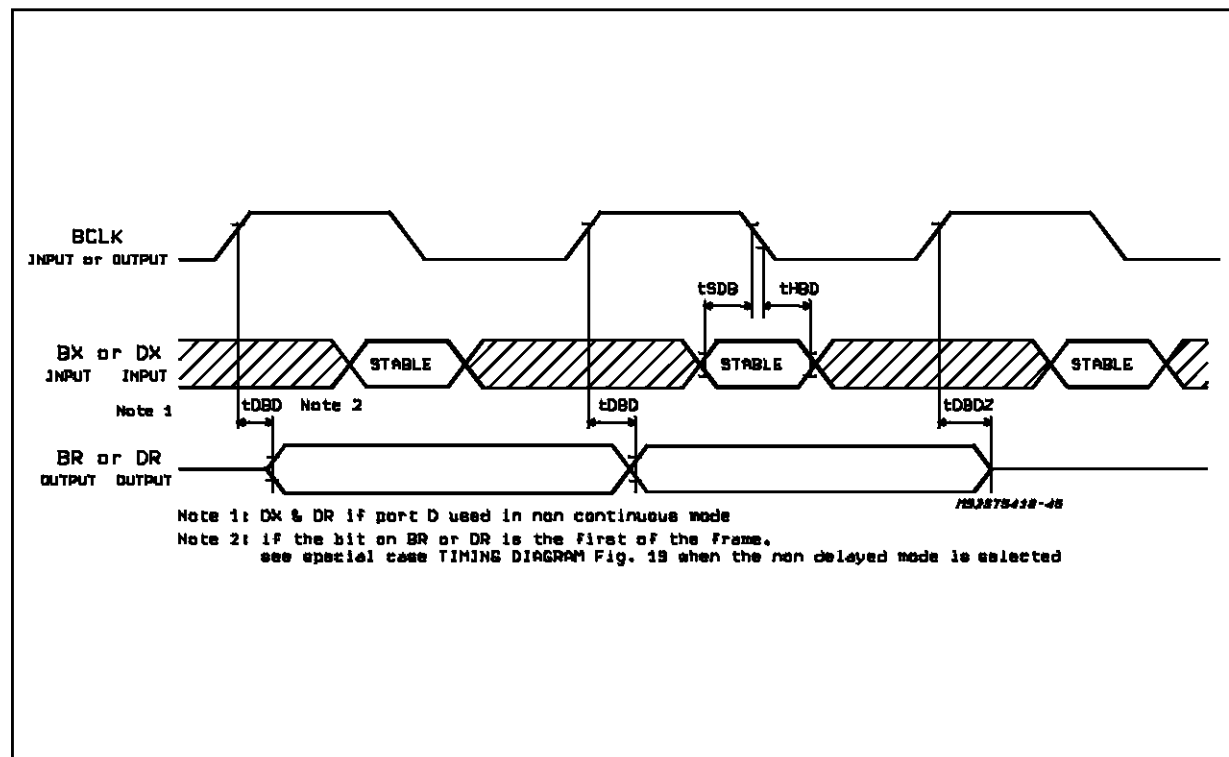 BCLK
INPUT or OUTPUT
tSDB
tHBD
BX or DX
INPUT INPUT
STABLE
STABLE
STABLE
Note 1
tDBD
Note 2
tDBD
tDBDZ
BR or DR
OUTPUT OUTPUT
Note 1: DX & DR if port D used in non continuous mode
Note 2: if the bit on BR or DR is the first of the frame.
see special case TIMING DIAGRAM Fig. 19 when the non delayed mode is selected